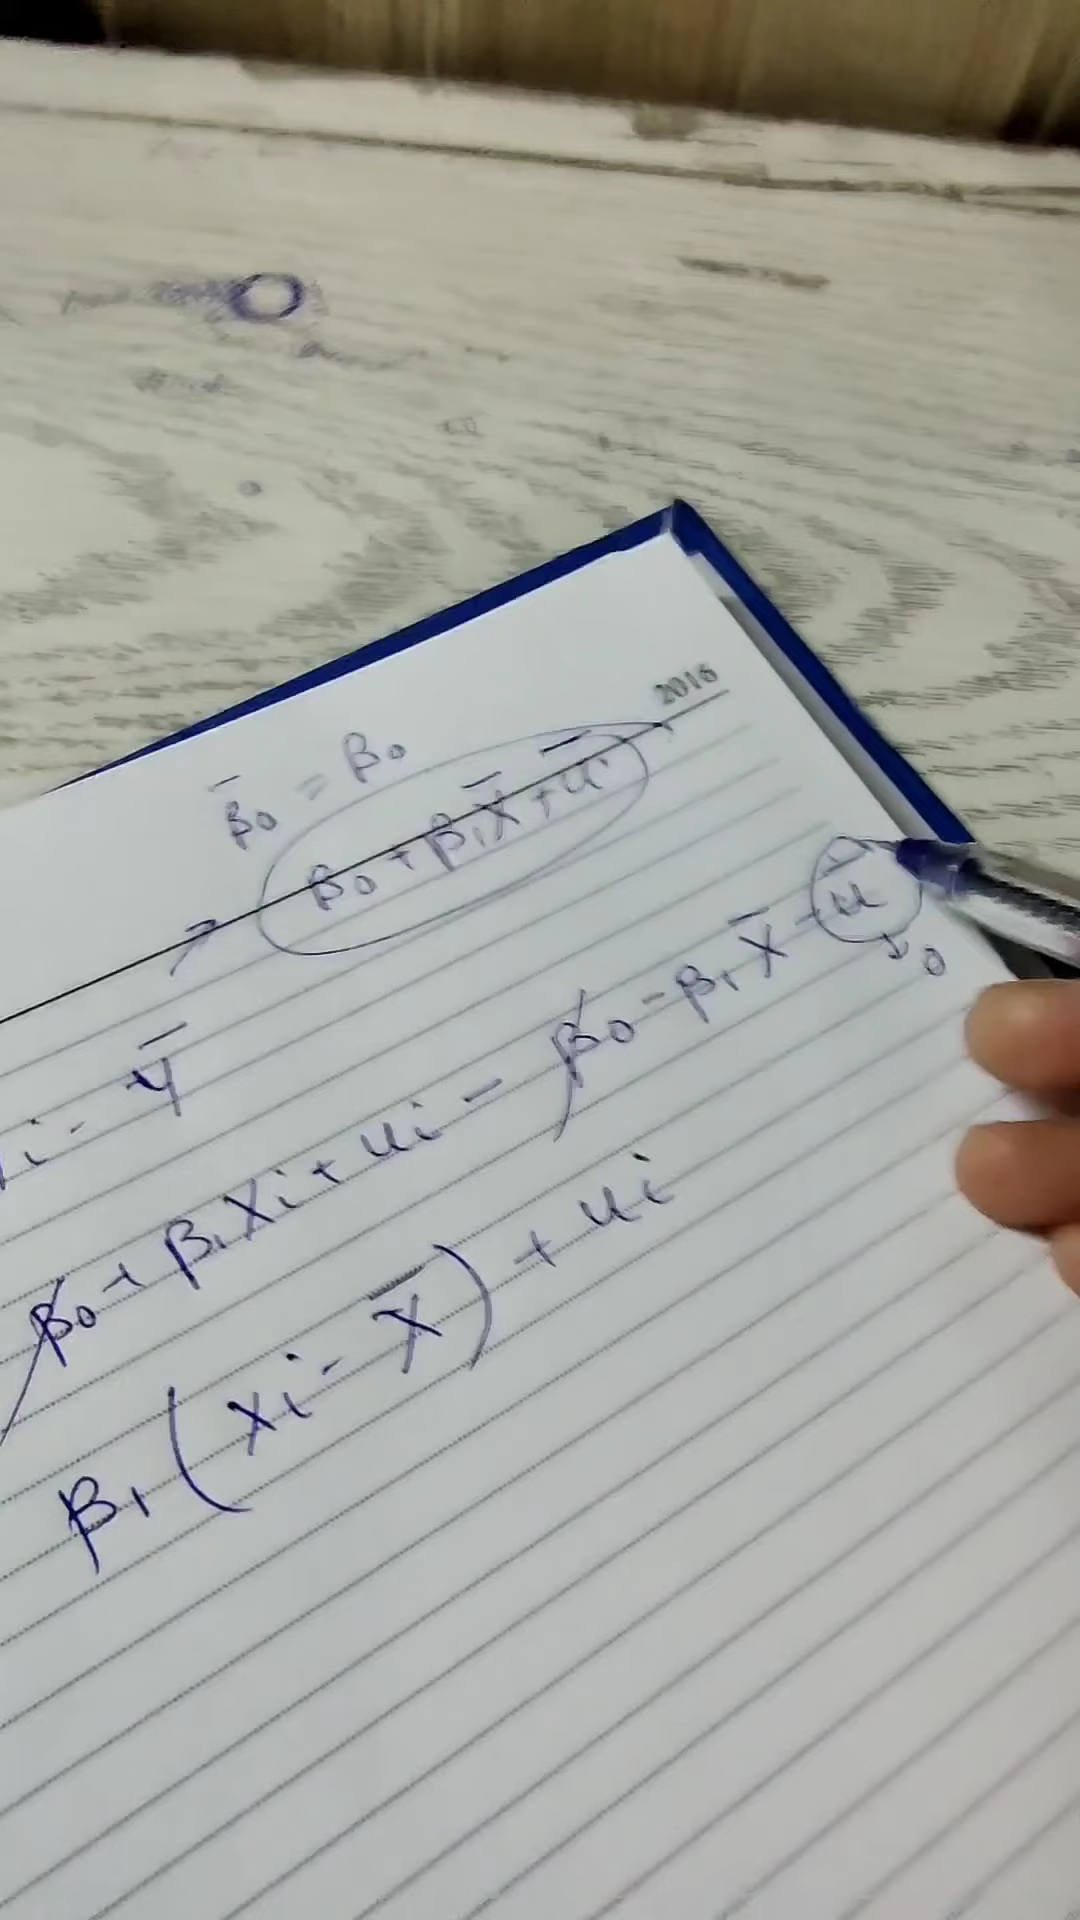 2016
β̄₀ = β₀
β₀ + β₁X̄ + ūi
i - Ȳ
β₀ + β₁Xi + ui - β₀ - β₁X̄ - ū
0
β₁(Xi - X̄) + ui